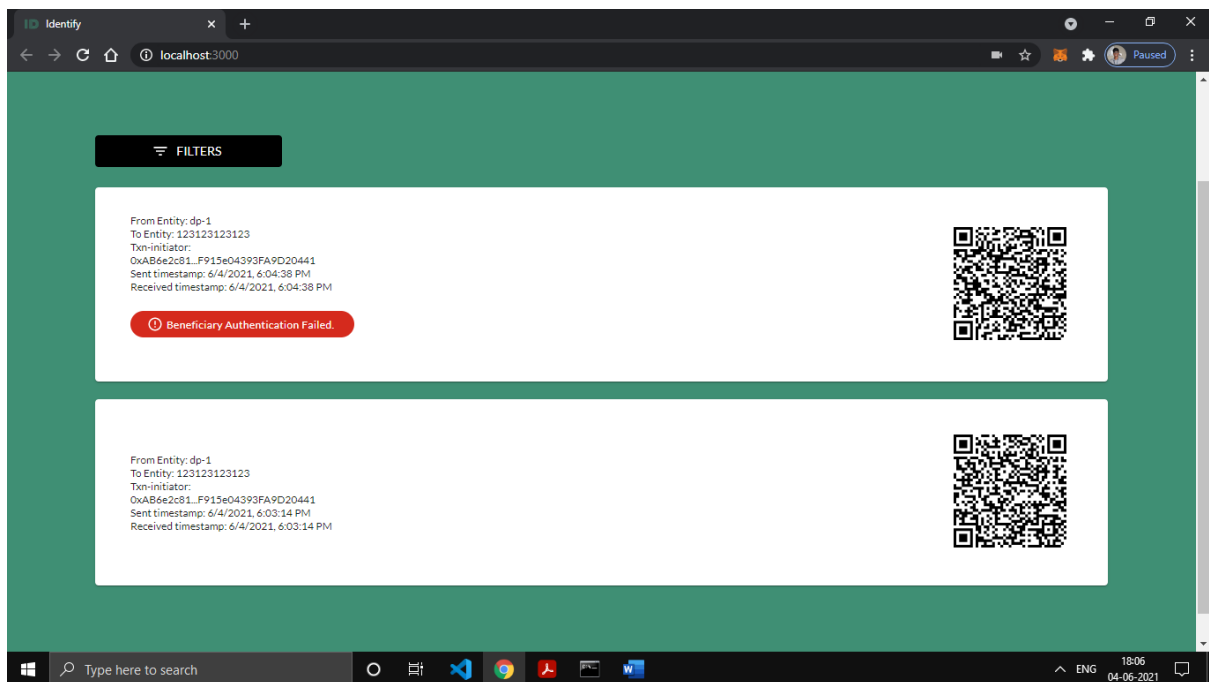 ID Identify
localhost:3000
Paused
FILTERS
From Entity: dp-1
To Entity: 123123123123
Txn-initiator:
0xAB6e2c81...F915e04393FA9D20441
Sent timestamp: 6/4/2021, 6:04:38 PM
Received timestamp: 6/4/2021, 6:04:38 PM
Beneficiary Authentication Failed.
From Entity: dp-1
To Entity: 123123123123
Txn-initiator:
0xAB6e2c81...F915e04393FA9D20441
Sent timestamp: 6/4/2021, 6:03:14 PM
Received timestamp: 6/4/2021, 6:03:14 PM
Type here to search
ENG
18:06
04-06-2021